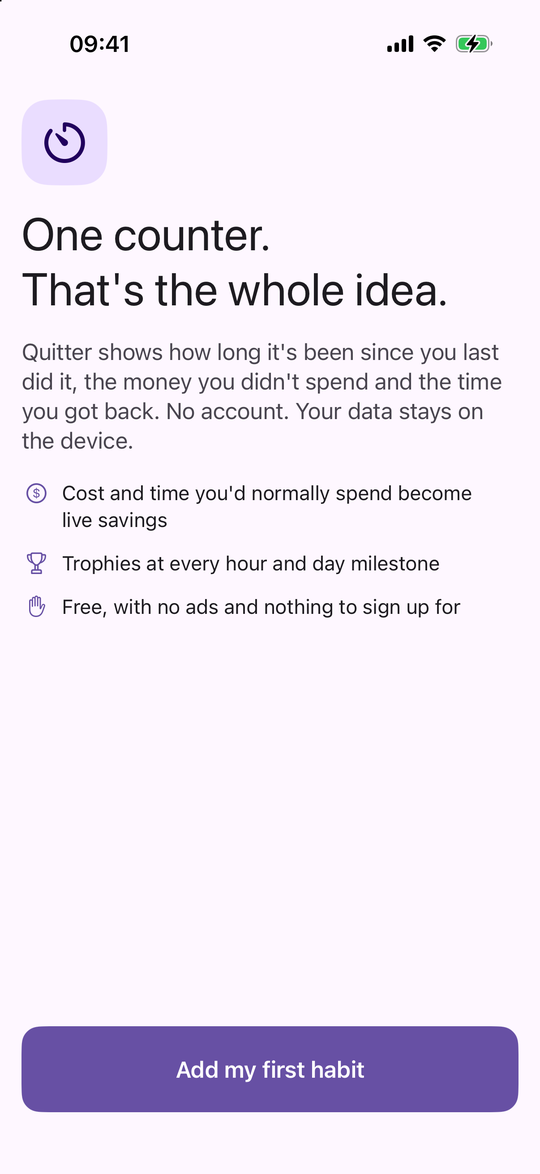 09:41
One counter.
That's the whole idea.
Quitter shows how long it's been since you last
did it, the money you didn't spend and the time
you got back. No account. Your data stays on
the device.
Cost and time you'd normally spend become
live savings
Trophies at every hour and day milestone
Free, with no ads and nothing to sign up for
Add my first habit